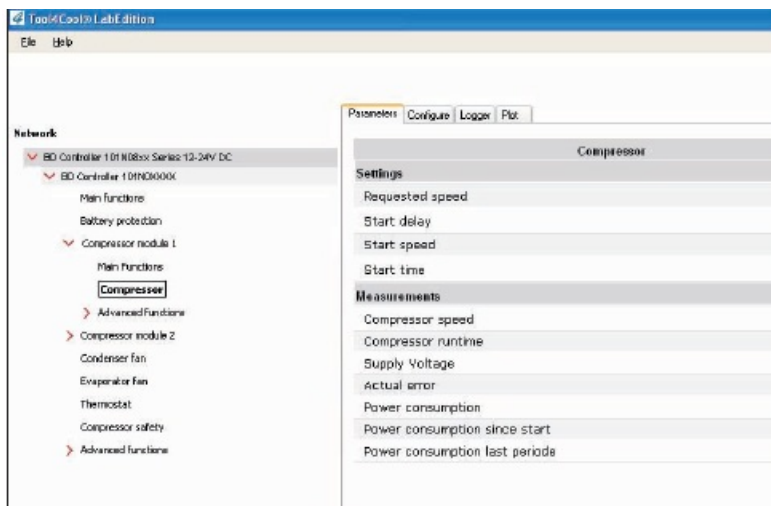 Tool4Cool® LabEdition
File Help
Network
BD Controller 101N08xx Series 12-24V DC
BD Controller 101N0XXXX
Main functions
Battery protection
Compressor module 1
Main Functions
Compressor
Advanced functions
Compressor module 2
Condenser fan
Evaporator fan
Thermostat
Compressor safety
Advanced functions
Parameters Configure Logger Plot
Compressor
Settings
Requested speed
Start delay
Start speed
Start time
Measurements
Compressor speed
Compressor runtime
Supply Voltage
Actual error
Power consumption
Power consumption since start
Power consumption last periode